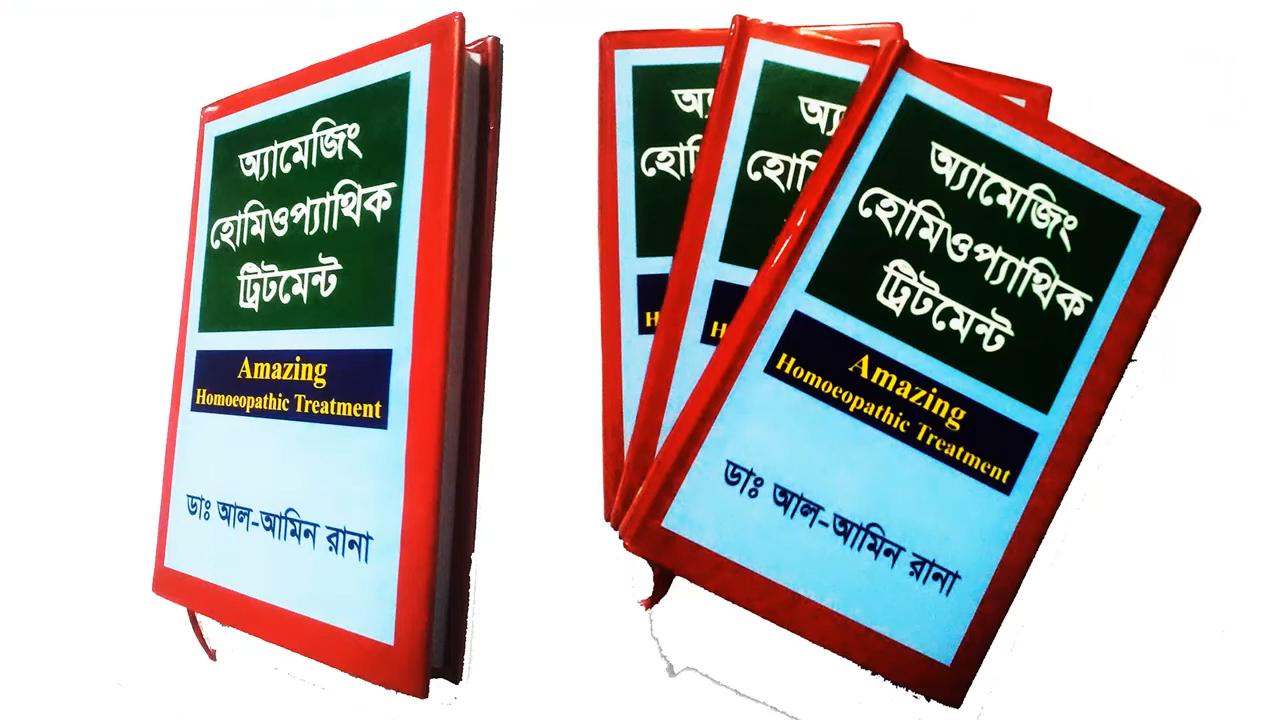 অ্যামেজিং
হোমিওপ্যাথিক
ট্রিটমেন্ট
Amazing
Homoeopathic Treatment
ডাঃ আল-আমিন রানা
অ্য
হোমি
H
অ্যা
হোমি
H
অ্যামেজিং
হোমিওপ্যাথিক
ট্রিটমেন্ট
Amazing
Homoeopathic Treatment
ডাঃ আল-আমিন রানা